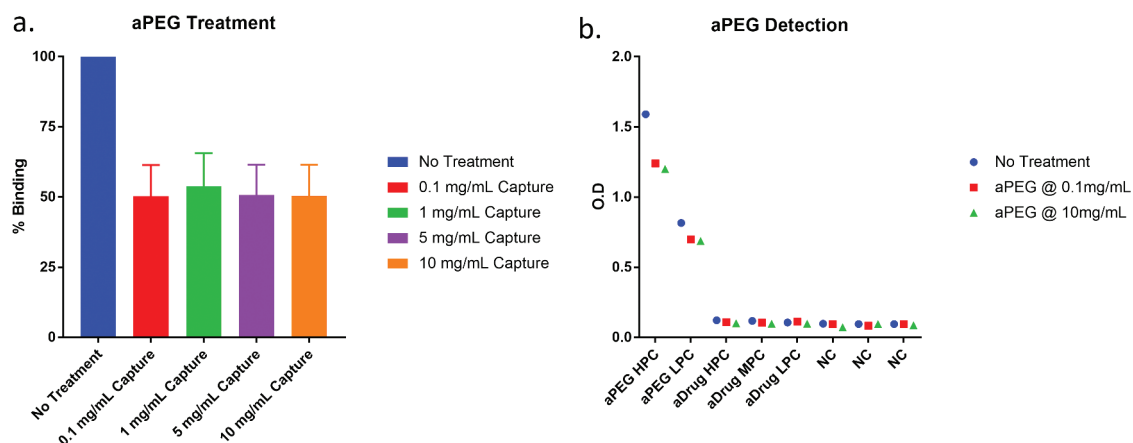 a.
aPEG Treatment
100
75
50
25
0
% Binding
No Treatment
0.1 mg/mL Capture
1 mg/mL Capture
5 mg/mL Capture
10 mg/mL Capture
No Treatment
0.1 mg/mL Capture
1 mg/mL Capture
5 mg/mL Capture
10 mg/mL Capture
b.
aPEG Detection
2.0
1.5
1.0
0.5
0.0
O.D
aPEG HPC
aPEG LPC
aDrug HPC
aDrug MPC
aDrug LPC
NC
NC
NC
No Treatment
aPEG @ 0.1mg/mL
aPEG @ 10mg/mL